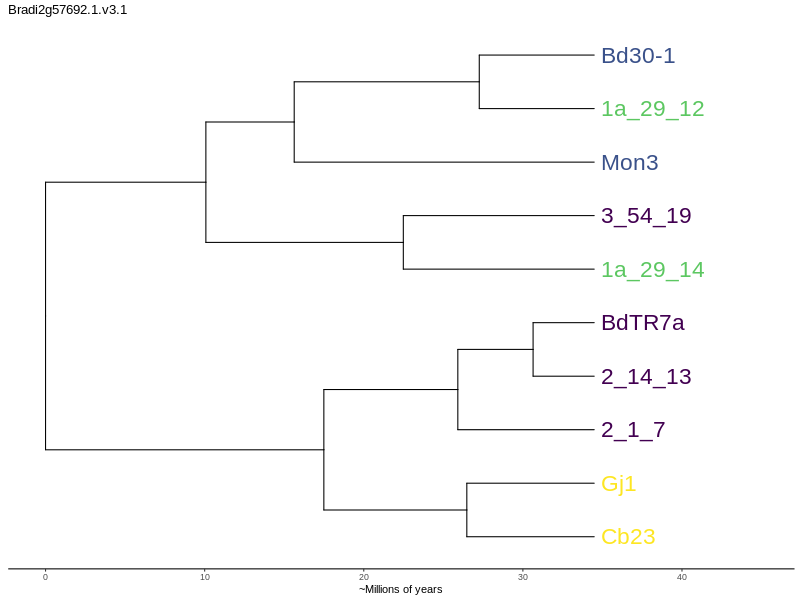 Bradi2g57692.1.v3.1
Bd30-1
1a_29_12
Mon3
3_54_19
1a_29_14
BdTR7a
2_14_13
2_1_7
Gj1
Cb23
0 10 20 30 40
~Millions of years